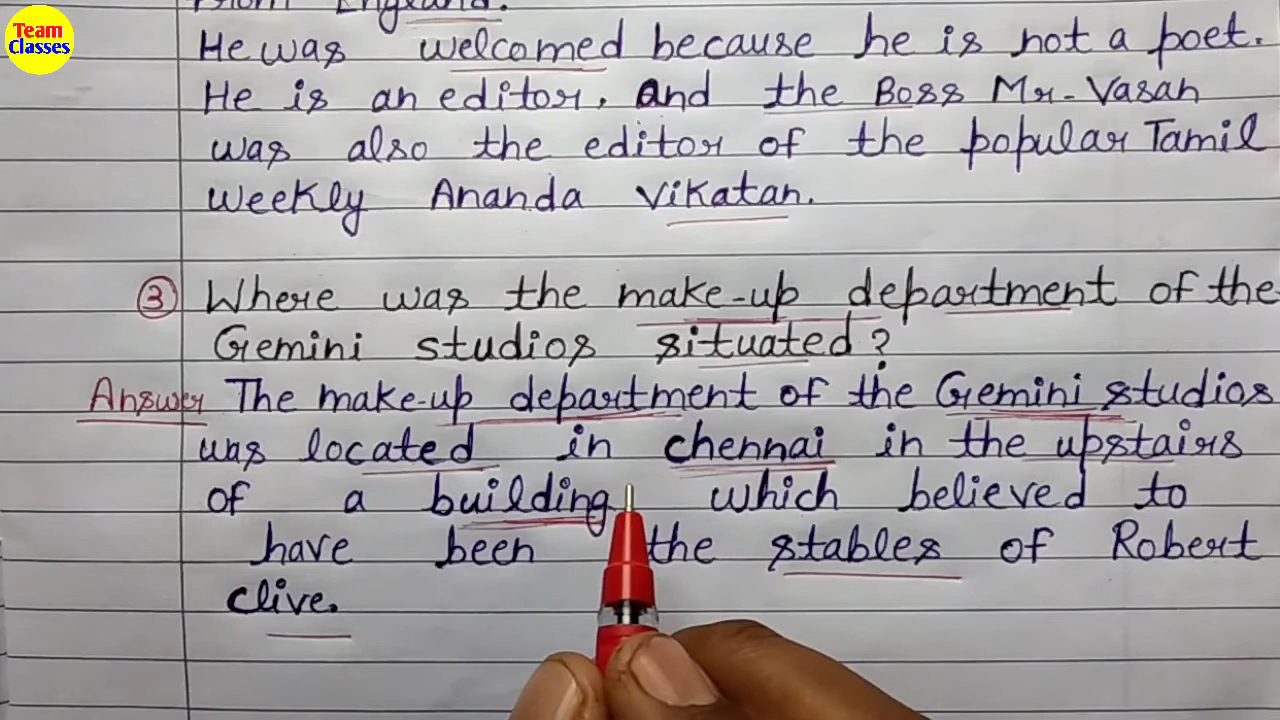 Team
Classes
from England.
He was welcomed because he is not a poet.
He is an editor, and the Boss Mr. Vasan
was also the editor of the popular Tamil
weekly Ananda Vikatan.
③ Where was the make-up department of the
Gemini studios situated?
Answer The make-up department of the Gemini studios
was located in chennai in the upstairs
of a building which believed to
have been the stables of Robert
clive.